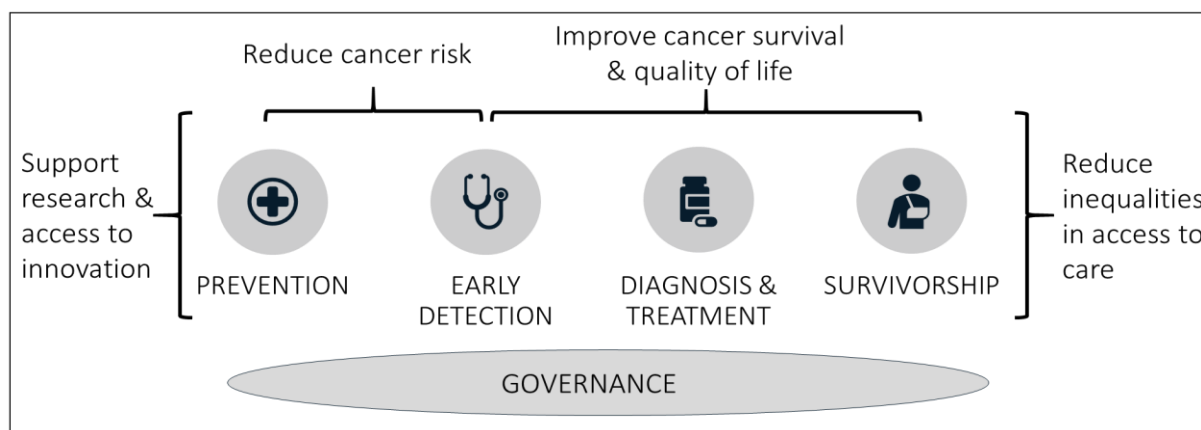 Reduce cancer risk
Improve cancer survival
& quality of life
Support
research &
access to
innovation
PREVENTION
EARLY
DETECTION
DIAGNOSIS &
TREATMENT
SURVIVORSHIP
Reduce
inequalities
in access to
care
GOVERNANCE